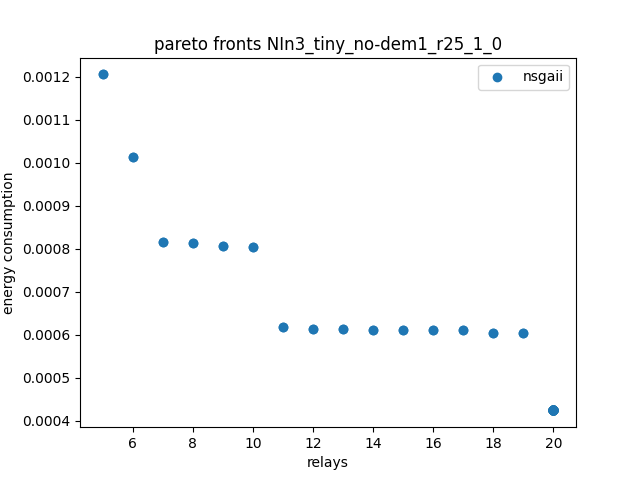 pareto fronts NIn3_tiny_no-dem1_r25_1_0
nsgaii
energy consumption
0.0012
0.0011
0.0010
0.0009
0.0008
0.0007
0.0006
0.0005
0.0004
6 8 10 12 14 16 18 20
relays